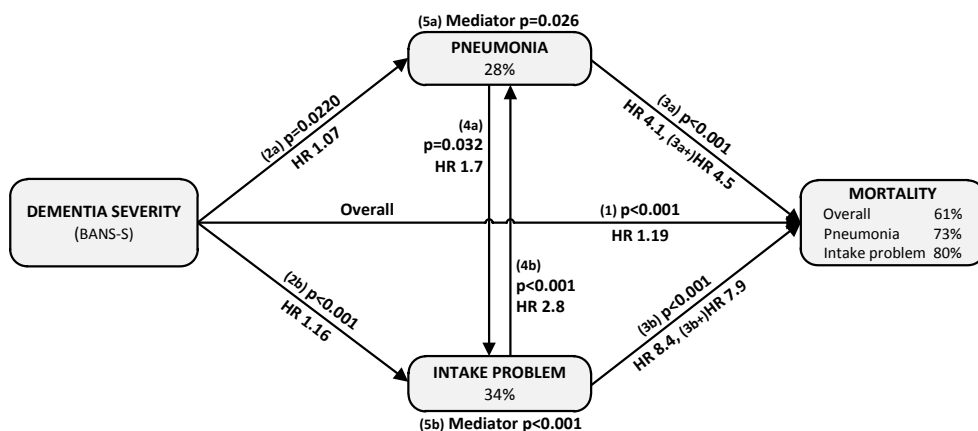 (5a) Mediator p=0.026
PNEUMONIA
28%
(2a) p=0.0220
HR 1.07
(4a)
p=0.032
HR 1.7
(3a) p<0.001
HR 4.1, (3a+)HR 4.5
DEMENTIA SEVERITY
(BANS-S)
Overall
(1) p<0.001
HR 1.19
MORTALITY
Overall 61%
Pneumonia 73%
Intake problem 80%
(2b) p<0.001
HR 1.16
(4b)
p<0.001
HR 2.8
(3b) p<0.001
HR 8.4, (3b+)HR 7.9
INTAKE PROBLEM
34%
(5b) Mediator p<0.001